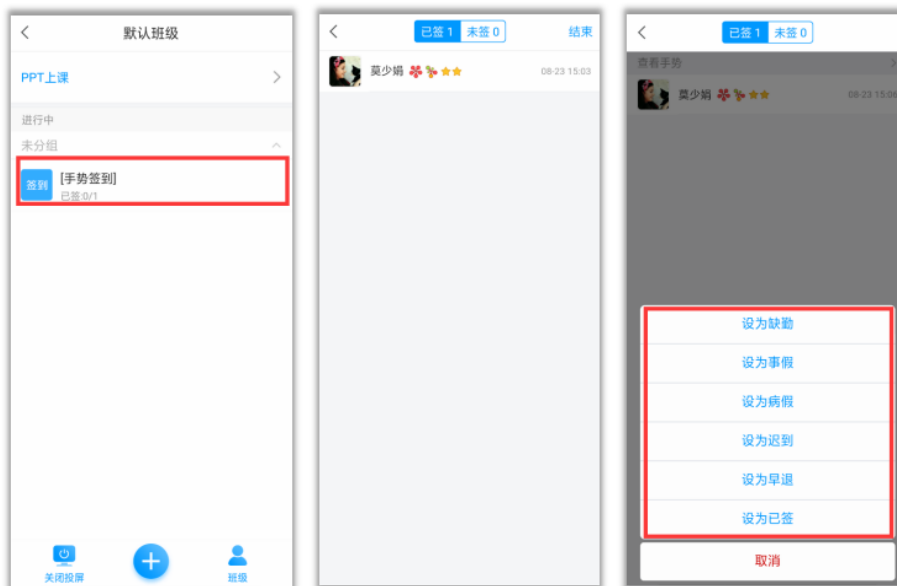 默认班级
PPT上课
进行中
未分组
签到
[手势签到]
已签:0/1
关闭投屏
班级
已签 1
未签 0
结束
莫少娟
08-23 15:03
已签 1
未签 0
查看手势
莫少娟
08-23 15:06
设为缺勤
设为事假
设为病假
设为迟到
设为早退
设为已签
取消